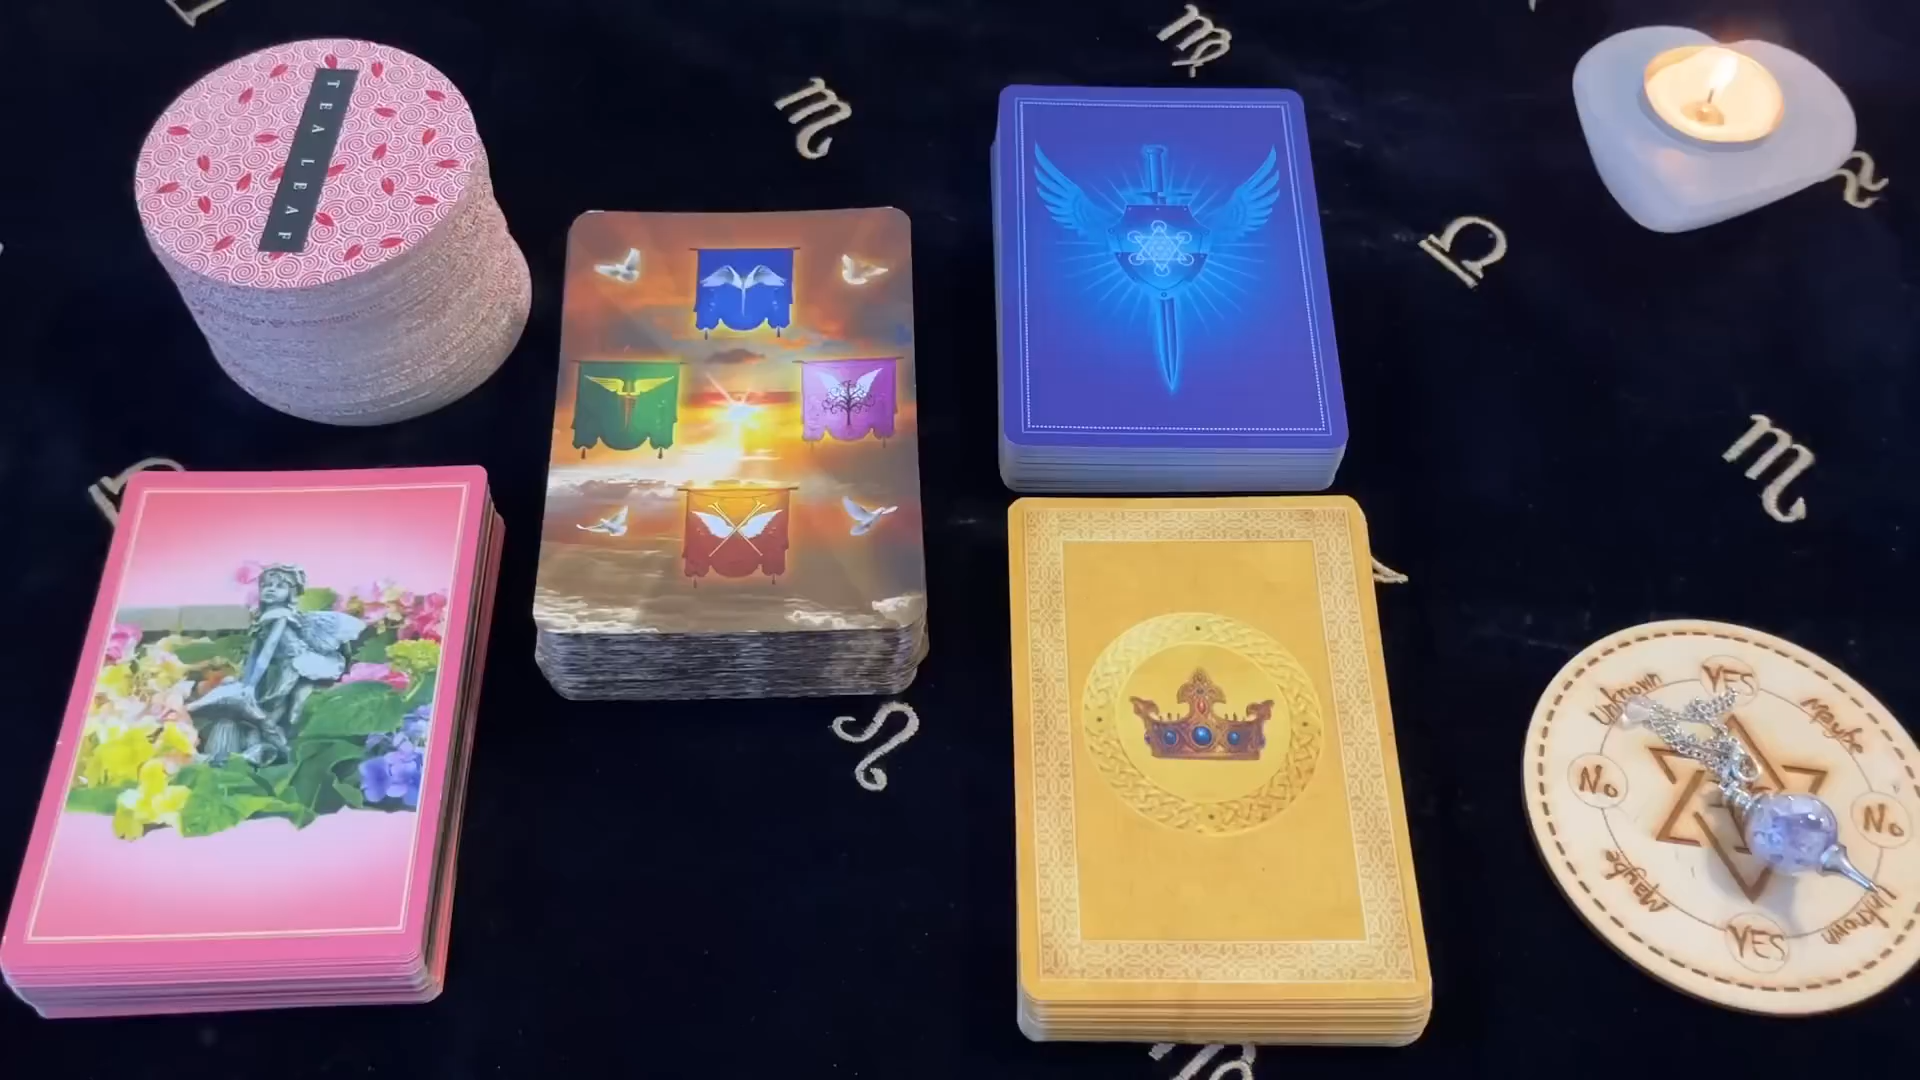 TEA LEAF
YES
Maybe
No
Unknown
YES
Maybe
No
Unknown